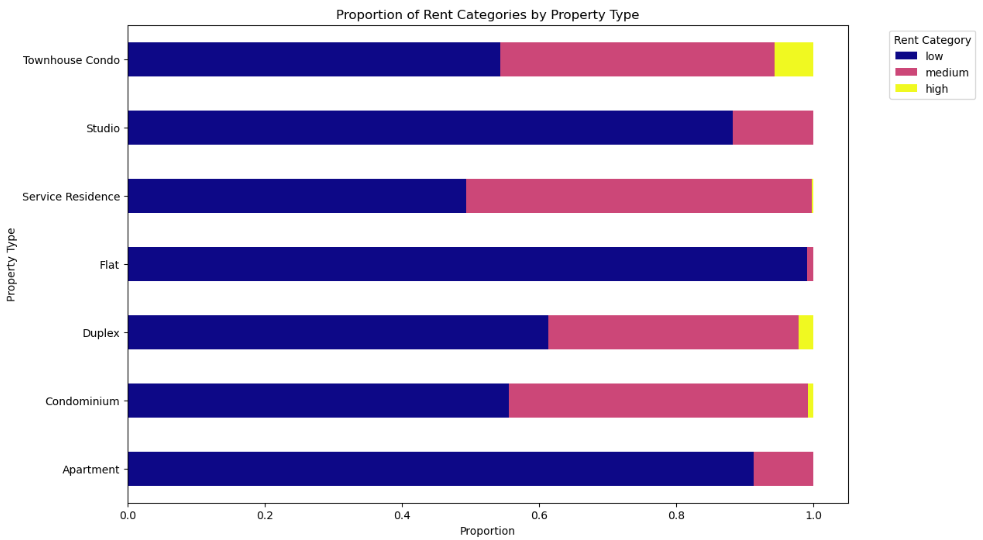 Proportion of Rent Categories by Property Type
Rent Category
low
medium
high
Property Type
Townhouse Condo
Studio
Service Residence
Flat
Duplex
Condominium
Apartment
0.0 0.2 0.4 0.6 0.8 1.0
Proportion